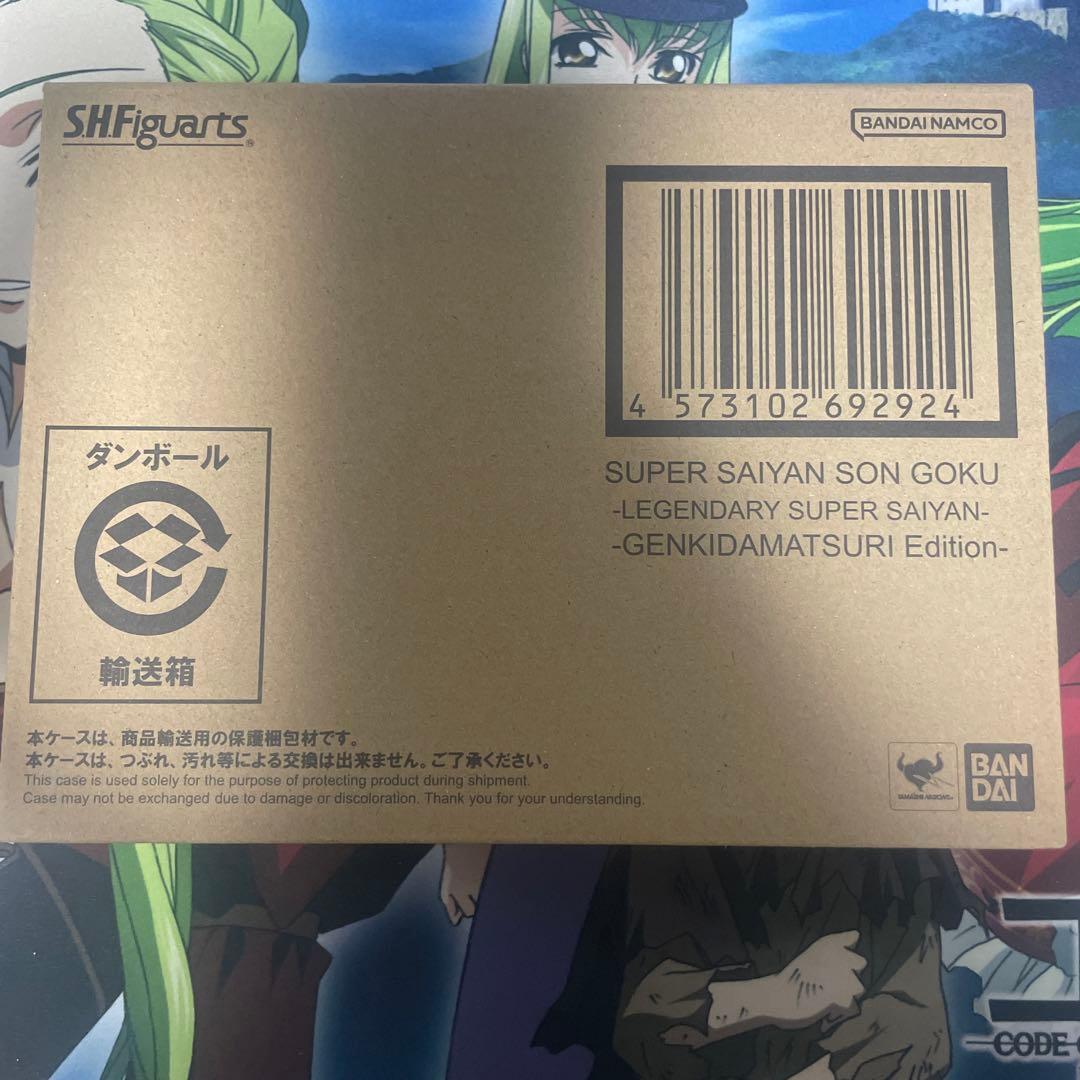 S.H.Figuarts
BANDAI NAMCO
4 573102 692924
SUPER SAIYAN SON GOKU
-LEGENDARY SUPER SAIYAN-
-GENKIDAMATSURI Edition-
ダンボール
輸送箱
本ケースは、商品輸送用の保護梱包材です。
本ケースは、つぶれ、汚れ等による交換は出来ません。ご了承ください。
This case is used solely for the purpose of protecting product during shipment.
Case may not be exchanged due to damage or discoloration. Thank you for your understanding.
TAMASHII NATIONS
BAN
DAI
CODE